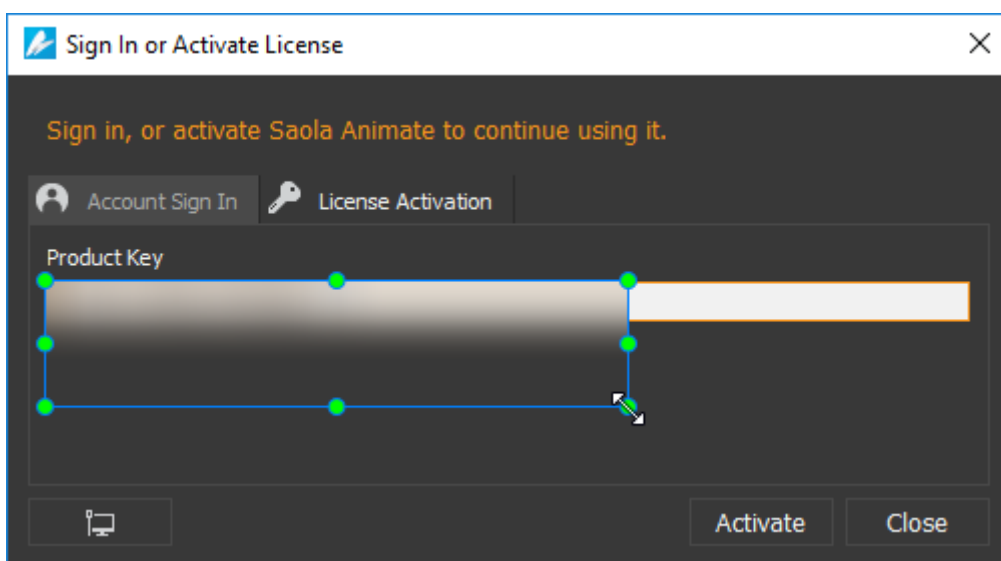 Sign In or Activate License
Sign in, or activate Saola Animate to continue using it.
Account Sign In License Activation
Product Key
Activate Close